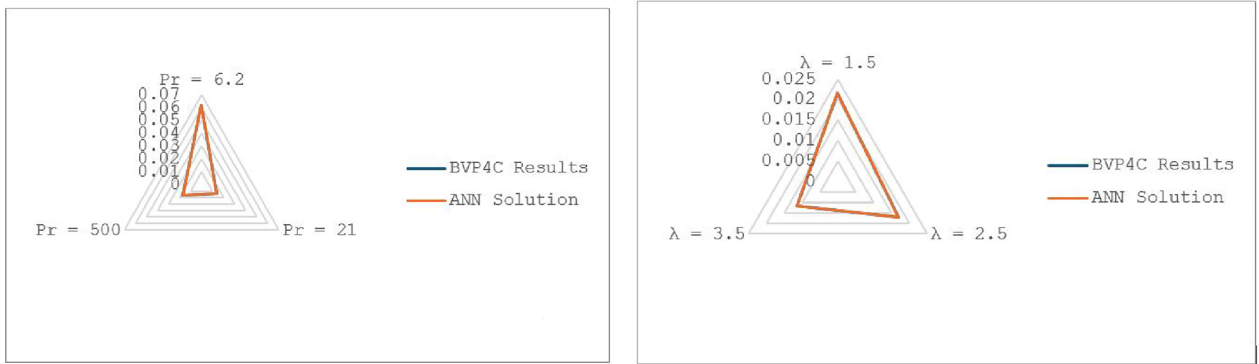 Pr = 6.2
0.07
0.06
0.05
0.04
0.03
0.02
0.01
0
Pr = 500
Pr = 21
BVP4C Results
ANN Solution
λ = 1.5
0.025
0.02
0.015
0.01
0.005
0
λ = 3.5
λ = 2.5
BVP4C Results
ANN Solution